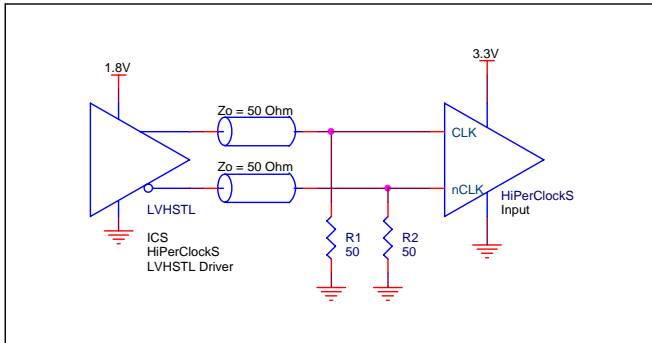 1.8V
3.3V
Zo = 50 Ohm
CLK
Zo = 50 Ohm
nCLK
LVHSTL
HiPerClockS
Input
ICS
HiPerClockS
LVHSTL Driver
R1
50
R2
50